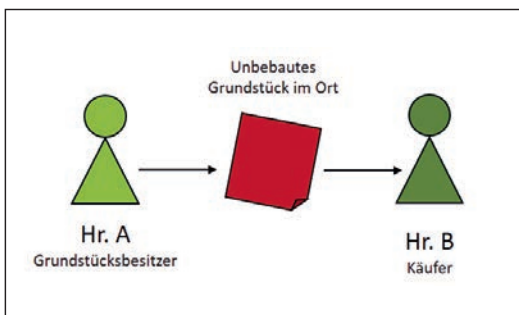 Unbebautes
Grundstück im Ort
Hr. A
Grundstücksbesitzer
Hr. B
Käufer